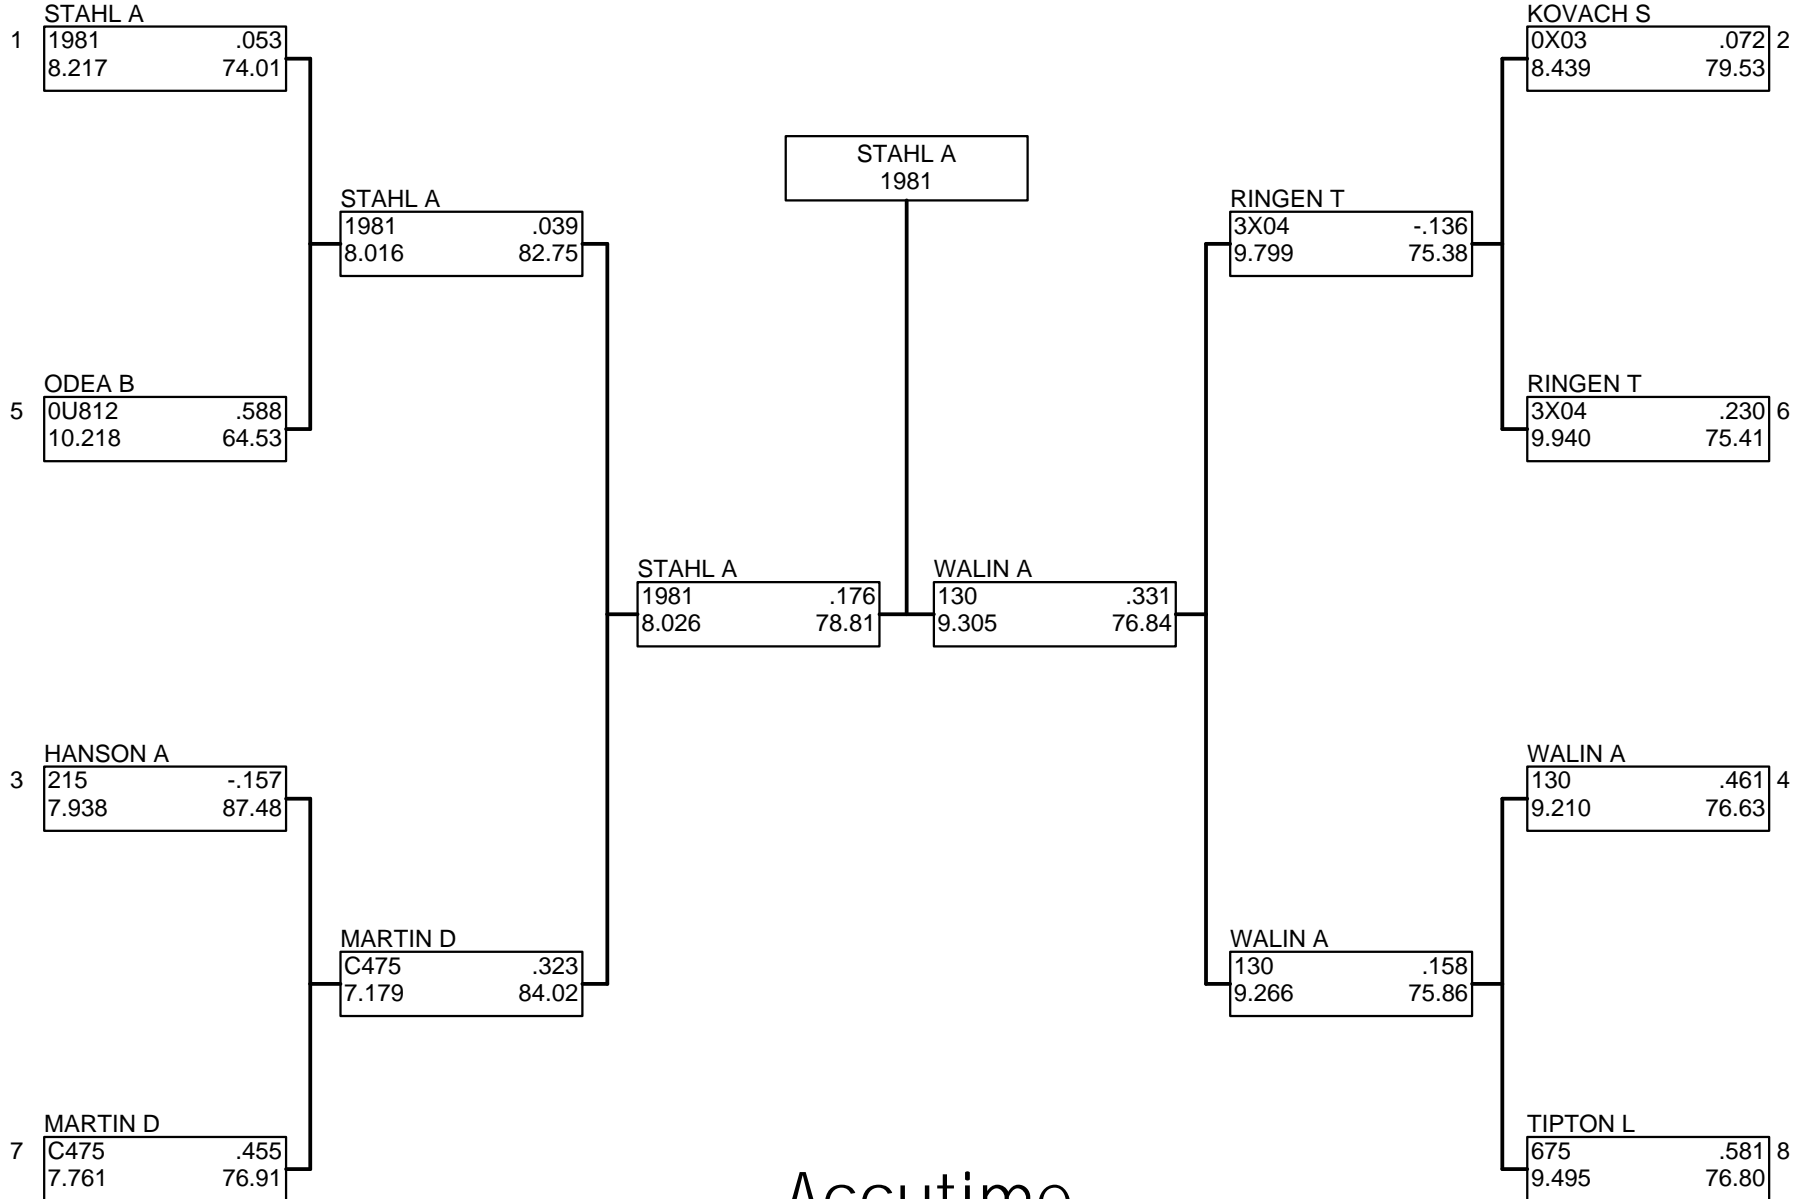 STAHL A
1 1981 .053
8.217 74.01
ODEA B
5 0U812 .588
10.218 64.53
HANSON A
3 215 -.157
7.938 87.48
MARTIN D
7 C475 .455
7.761 76.91
STAHL A
1981 .039
8.016 82.75
MARTIN D
C475 .323
7.179 84.02
STAHL A
1981 .176
8.026 78.81
STAHL A
1981
WALIN A
130 .331
9.305 76.84
RINGEN T
3X04 -.136
9.799 75.38
WALIN A
130 .158
9.266 75.86
KOVACH S
0X03 .072 2
8.439 79.53
RINGEN T
3X04 .230 6
9.940 75.41
WALIN A
130 .461 4
9.210 76.63
TIPTON L
675 .581 8
9.495 76.80
Accutime